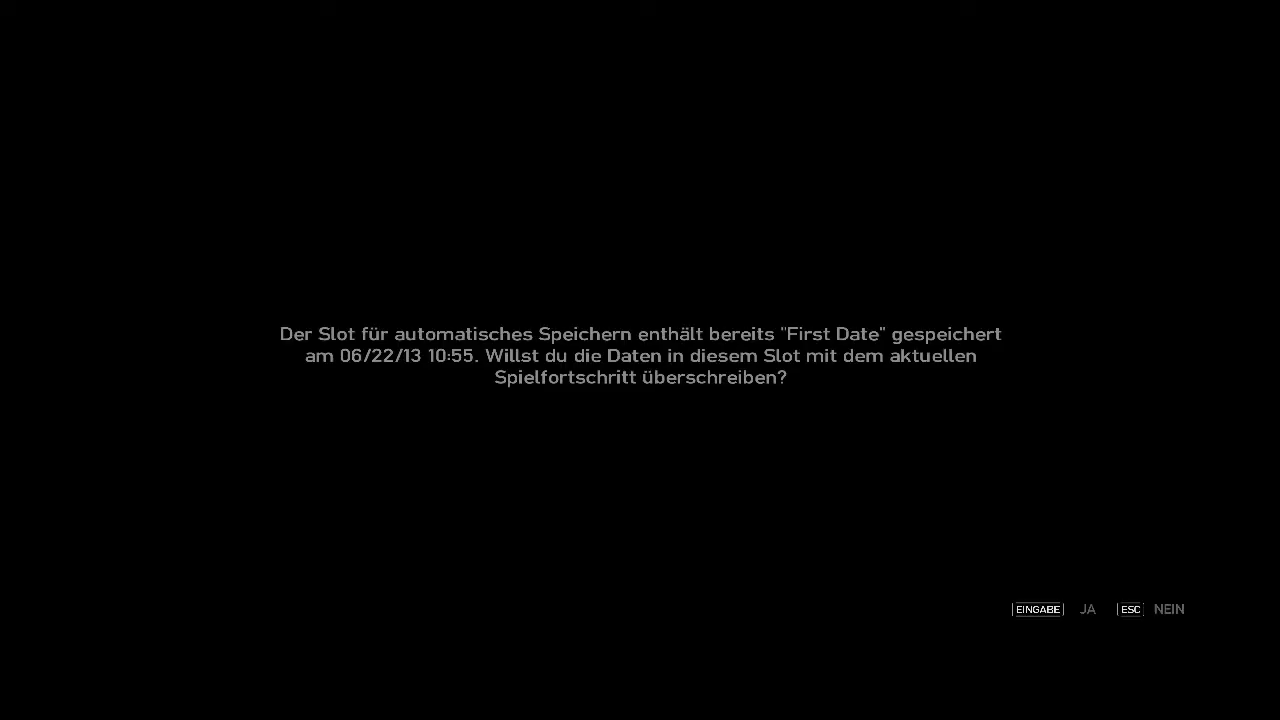 Der Slot für automatisches Speichern enthält bereits "First Date" gespeichert
am 06/22/13 10:55. Willst du die Daten in diesem Slot mit dem aktuellen
Spielfortschritt überschreiben?
EINGABE JA ESC NEIN